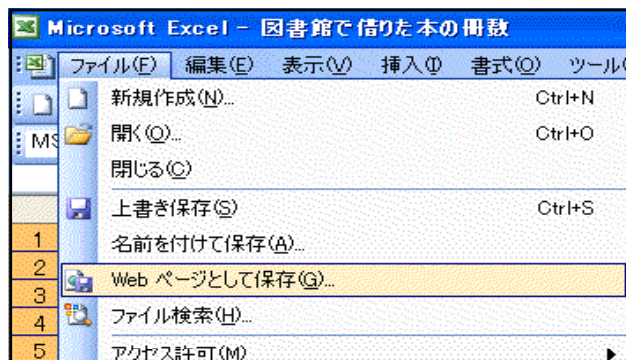 Microsoft Excel - 図書館で借りた本の冊数
ファイル(F) 編集(E) 表示(V) 挿入(I) 書式(O) ツール(
新規作成(N)... Ctrl+N
MS 開く(O)... Ctrl+O
閉じる(C)
上書き保存(S) Ctrl+S
1 名前を付けて保存(A)...
2 Web ページとして保存(G)...
3
4 ファイル検索(H)...
5 アクセス許可(M)